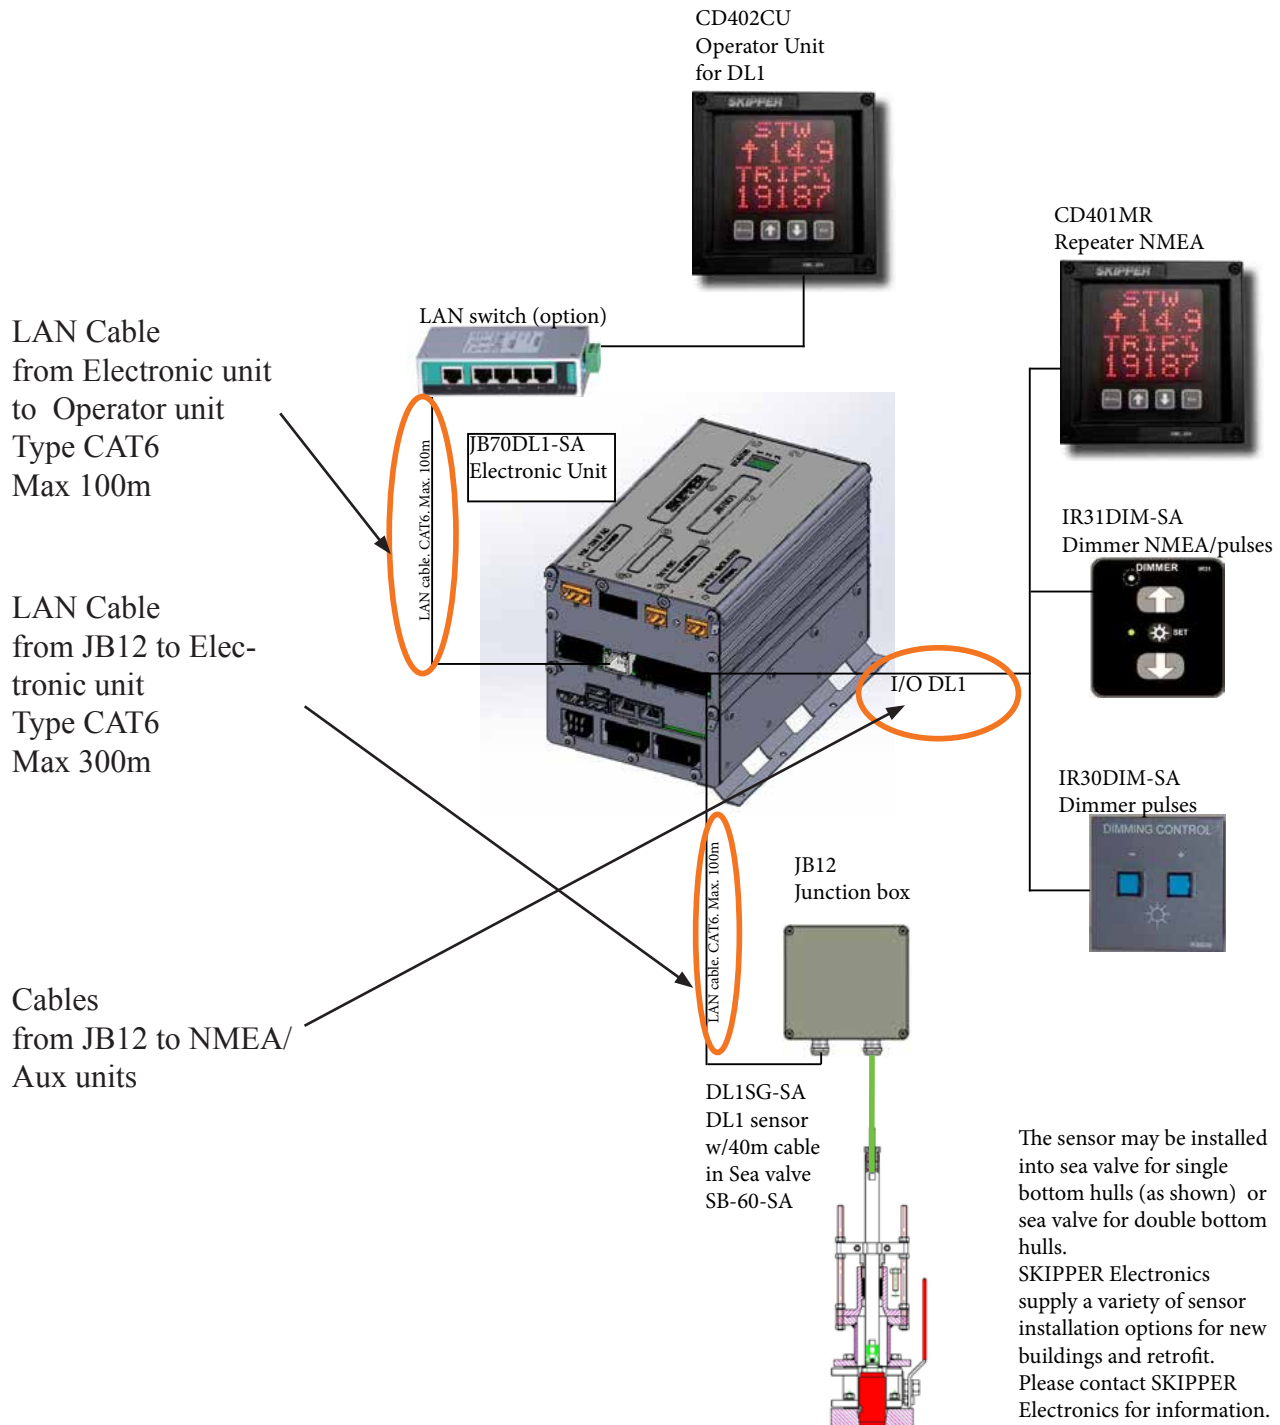 CD402CU
Operator Unit
for DL1
SKIPPER
STW
↑14.9
TRIP
19187
CD401MR
Repeater NMEA
SKIPPER
STW
↑14.9
TRIP
19187
LAN switch (option)
LAN Cable
from Electronic unit
to Operator unit
Type CAT6
Max 100m
LAN cable. CAT6. Max. 100m
JB70DL1-SA
Electronic Unit
SKIPPER
IR31DIM-SA
Dimmer NMEA/pulses
DIMMER
IR31
SET
LAN Cable
from JB12 to Elec-
tronic unit
Type CAT6
Max 300m
I/O DL1
IR30DIM-SA
Dimmer pulses
DIMMING CONTROL
- +
LAN cable. CAT6. Max. 100m
JB12
Junction box
Cables
from JB12 to NMEA/
Aux units
DL1SG-SA
DL1 sensor
w/40m cable
in Sea valve
SB-60-SA
The sensor may be installed
into sea valve for single
bottom hulls (as shown) or
sea valve for double bottom
hulls.
SKIPPER Electronics
supply a variety of sensor
installation options for new
buildings and retrofit.
Please contact SKIPPER
Electronics for information.